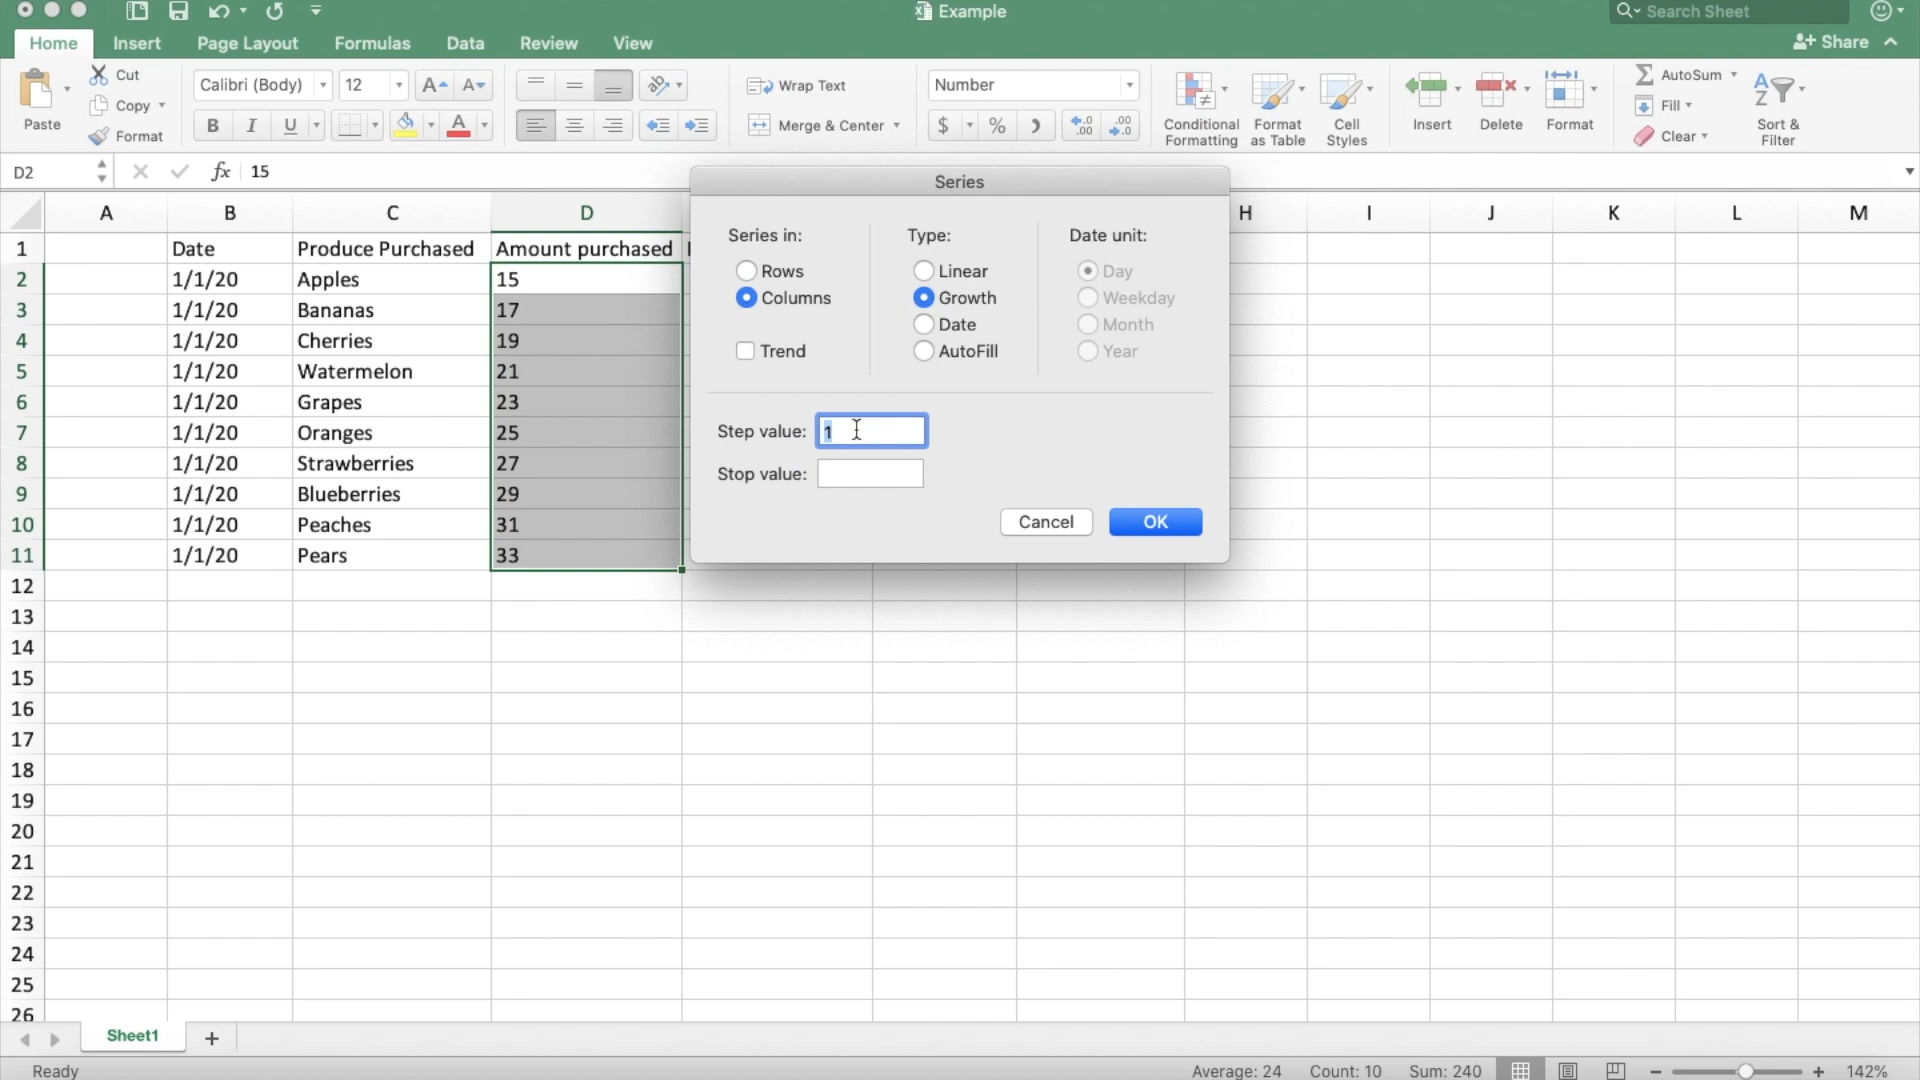 Example
Search Sheet
Home Insert Page Layout Formulas Data Review View
Share
Paste
Cut
Copy
Format
Calibri (Body) 12
B I U
Wrap Text
Merge & Center
Number
$ %
Conditional Formatting
Format as Table
Cell Styles
Insert
Delete
Format
AutoSum
Fill
Clear
Sort & Filter
D2 fx 15
Series
Series in:
Rows
Columns
Trend
Type:
Linear
Growth
Date
AutoFill
Date unit:
Day
Weekday
Month
Year
Step value: 1
Stop value:
Cancel OK
A B C D H I J K L M
1 Date Produce Purchased Amount purchased
2 1/1/20 Apples 15
3 1/1/20 Bananas 17
4 1/1/20 Cherries 19
5 1/1/20 Watermelon 21
6 1/1/20 Grapes 23
7 1/1/20 Oranges 25
8 1/1/20 Strawberries 27
9 1/1/20 Blueberries 29
10 1/1/20 Peaches 31
11 1/1/20 Pears 33
12
13
14
15
16
17
18
19
20
21
22
23
24
25
26
Sheet1
Ready Average: 24 Count: 10 Sum: 240 142%